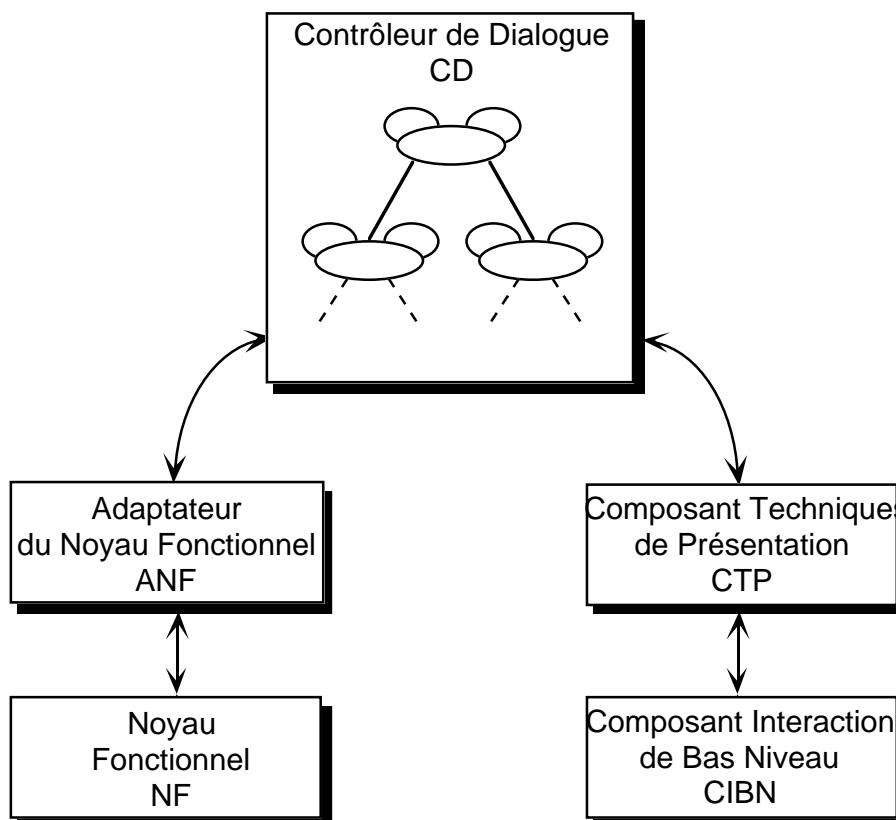 Contrôleur de Dialogue
CD
Adaptateur
du Noyau Fonctionnel
ANF
Composant Techniques
de Présentation
CTP
Noyau
Fonctionnel
NF
Composant Interaction
de Bas Niveau
CIBN